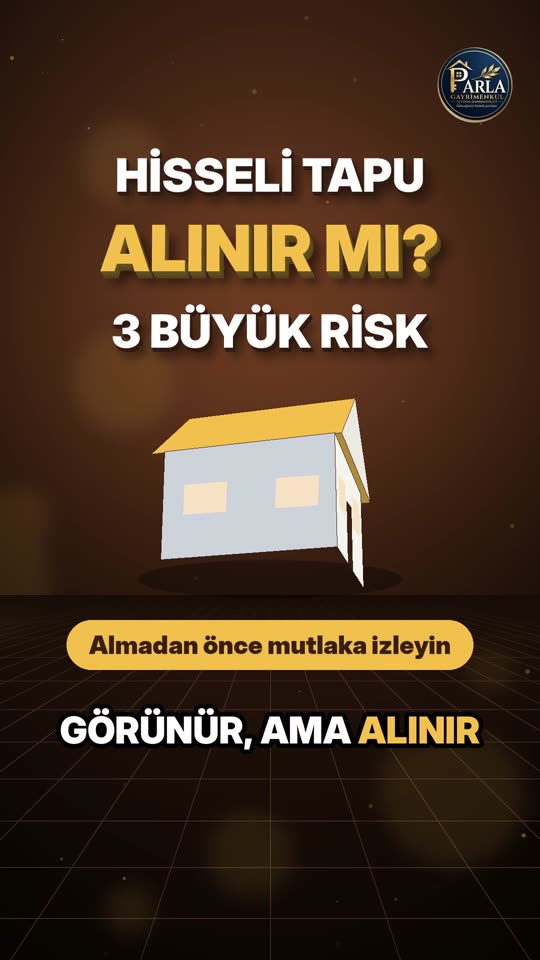 PARLA
GAYRİMENKUL
HİSSELİ TAPU
ALINIR MI?
3 BÜYÜK RİSK
Almadan önce mutlaka izleyin
GÖRÜNÜR, AMA ALINIR